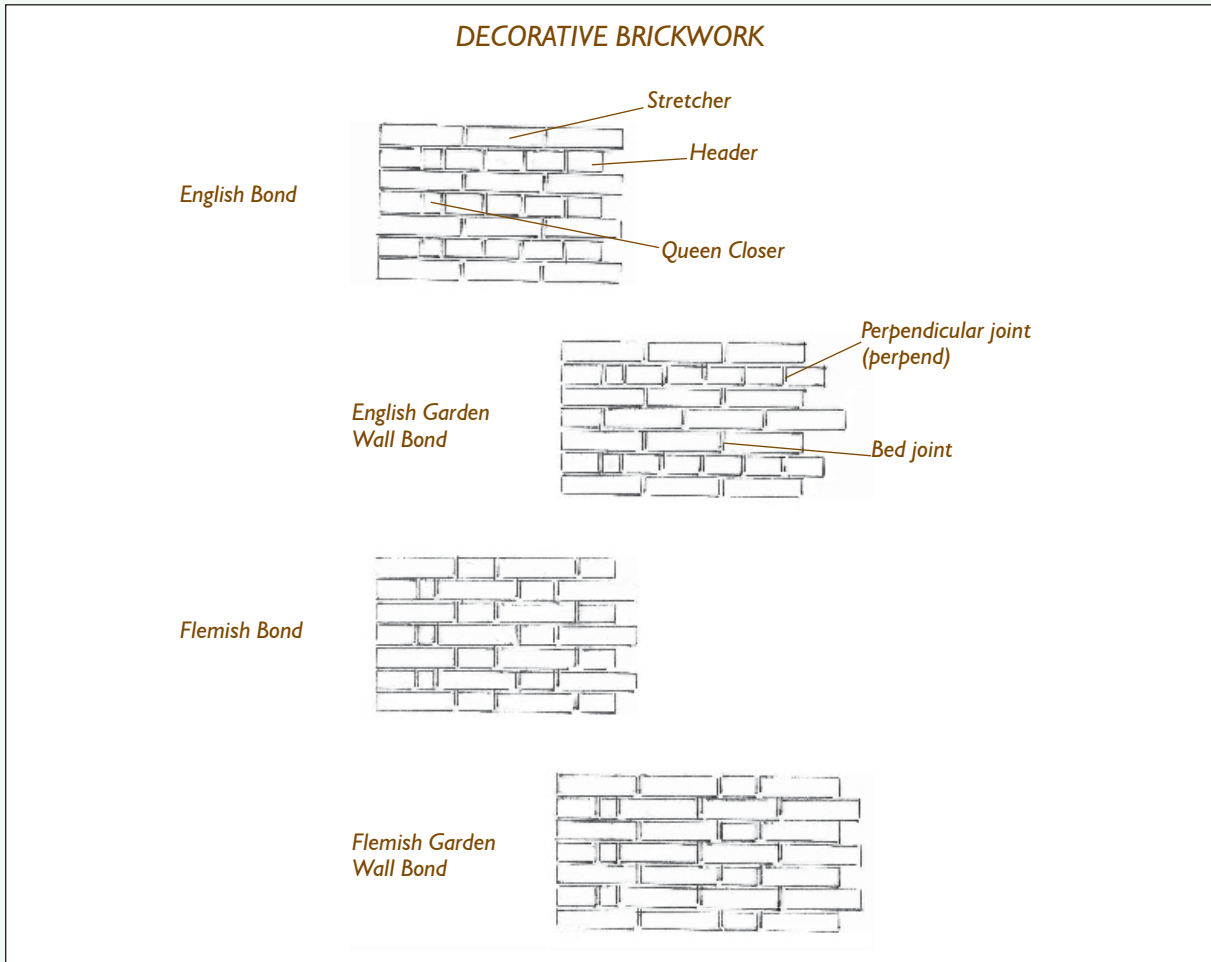 DECORATIVE BRICKWORK
Stretcher
Header
English Bond
Queen Closer
Perpendicular joint
(perpend)
English Garden
Wall Bond
Bed joint
Flemish Bond
Flemish Garden
Wall Bond